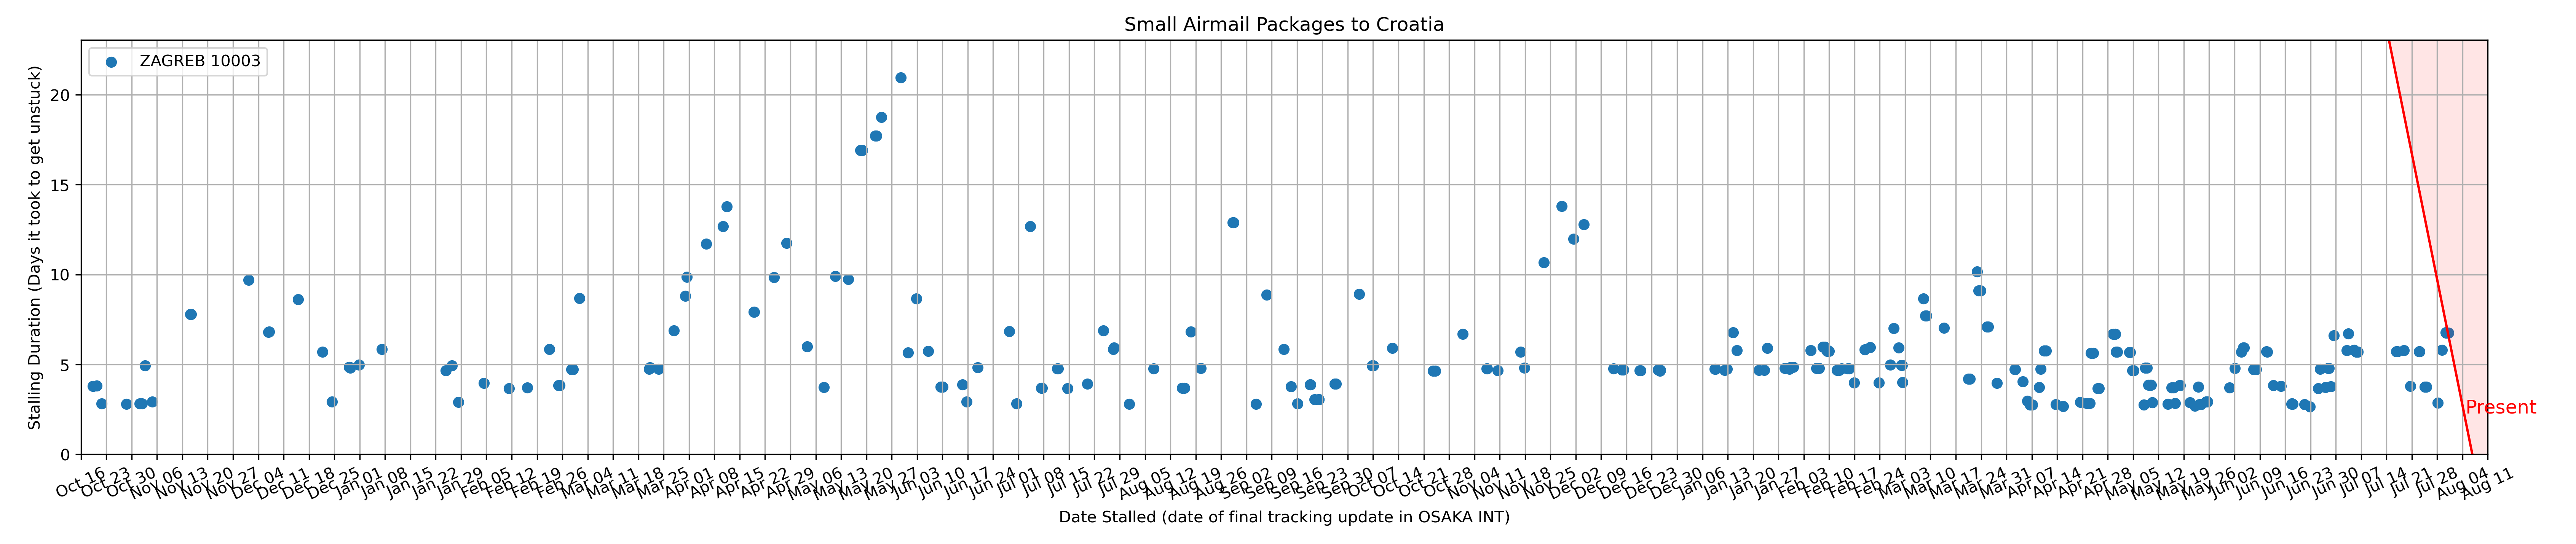 Small Airmail Packages to Croatia
ZAGREB 10003
Stalling Duration (Days it took to get unstuck)
20
15
10
5
0
Present
Oct 16 Oct 23 Oct 30 Nov 06 Nov 13 Nov 20 Nov 27 Dec 04 Dec 11 Dec 18 Dec 25 Jan 01 Jan 08 Jan 15 Jan 22 Jan 29 Feb 05 Feb 12 Feb 19 Feb 26 Mar 04 Mar 11 Mar 18 Mar 25 Apr 01 Apr 08 Apr 15 Apr 22 Apr 29 May 06 May 13 May 20 May 27 Jun 03 Jun 10 Jun 17 Jun 24 Jul 01 Jul 08 Jul 15 Jul 22 Jul 29 Aug 05 Aug 12 Aug 19 Aug 26 Sep 02 Sep 09 Sep 16 Sep 23 Sep 30 Oct 07 Oct 14 Oct 21 Oct 28 Nov 04 Nov 11 Nov 18 Nov 25 Dec 02 Dec 09 Dec 16 Dec 23 Dec 30 Jan 06 Jan 13 Jan 20 Jan 27 Feb 03 Feb 10 Feb 17 Feb 24 Mar 03 Mar 10 Mar 17 Mar 24 Mar 31 Apr 07 Apr 14 Apr 21 Apr 28 May 05 May 12 May 19 May 26 Jun 02 Jun 09 Jun 16 Jun 23 Jun 30 Jul 07 Jul 14 Jul 21 Jul 28 Aug 04 Aug 11
Date Stalled (date of final tracking update in OSAKA INT)